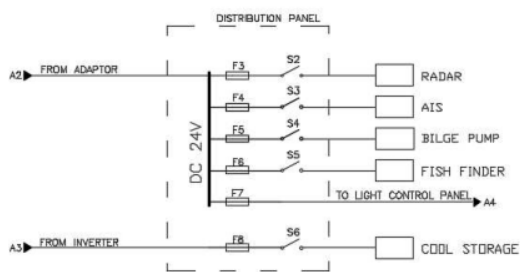 DISTRIBUTION PANEL
A2 FROM ADAPTOR F3 S2 RADAR
F4 S3 AIS
DC 24V
F5 S4 BILGE PUMP
F6 S5 FISH FINDER
F7 TO LIGHT CONTROL PANEL A4
A3 FROM INVERTER F8 S6 COOL STORAGE